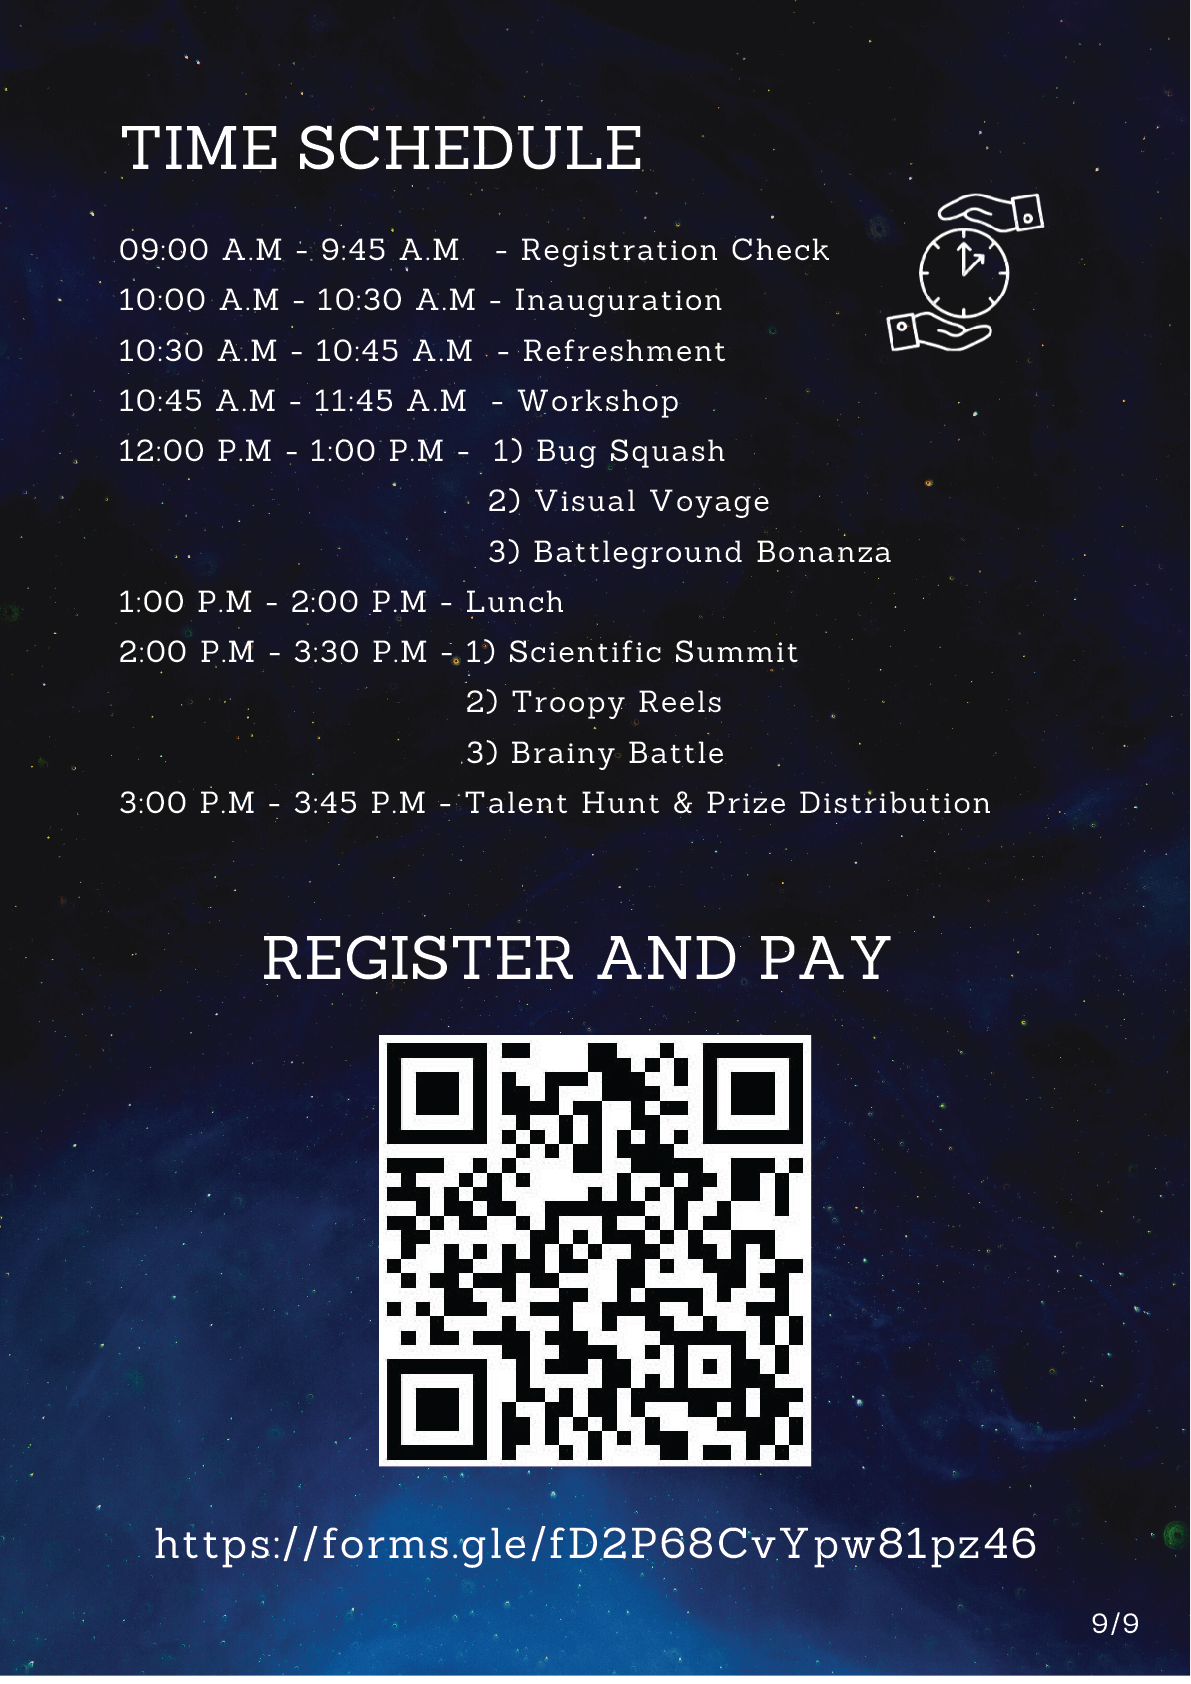 TIME SCHEDULE
09:00 A.M - 9:45 A.M - Registration Check
10:00 A.M - 10:30 A.M - Inauguration
10:30 A.M - 10:45 A.M - Refreshment
10:45 A.M - 11:45 A.M - Workshop
12:00 P.M - 1:00 P.M - 1) Bug Squash
2) Visual Voyage
3) Battleground Bonanza
1:00 P.M - 2:00 P.M - Lunch
2:00 P.M - 3:30 P.M - 1) Scientific Summit
2) Troopy Reels
3) Brainy Battle
3:00 P.M - 3:45 P.M - Talent Hunt & Prize Distribution
REGISTER AND PAY
https://forms.gle/fD2P68CvYpw81pz46
9/9